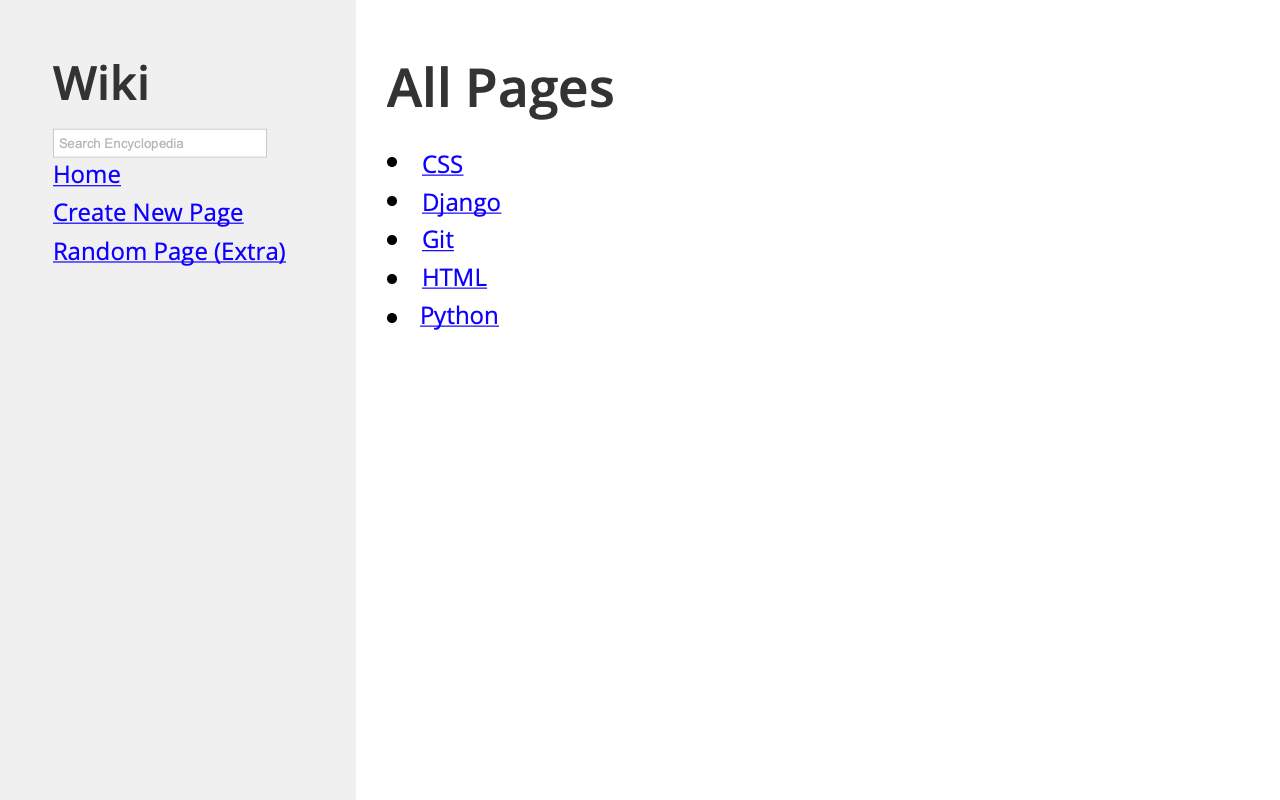 Wiki
Search Encyclopedia
Home
Create New Page
Random Page (Extra)
All Pages
CSS
Django
Git
HTML
Python